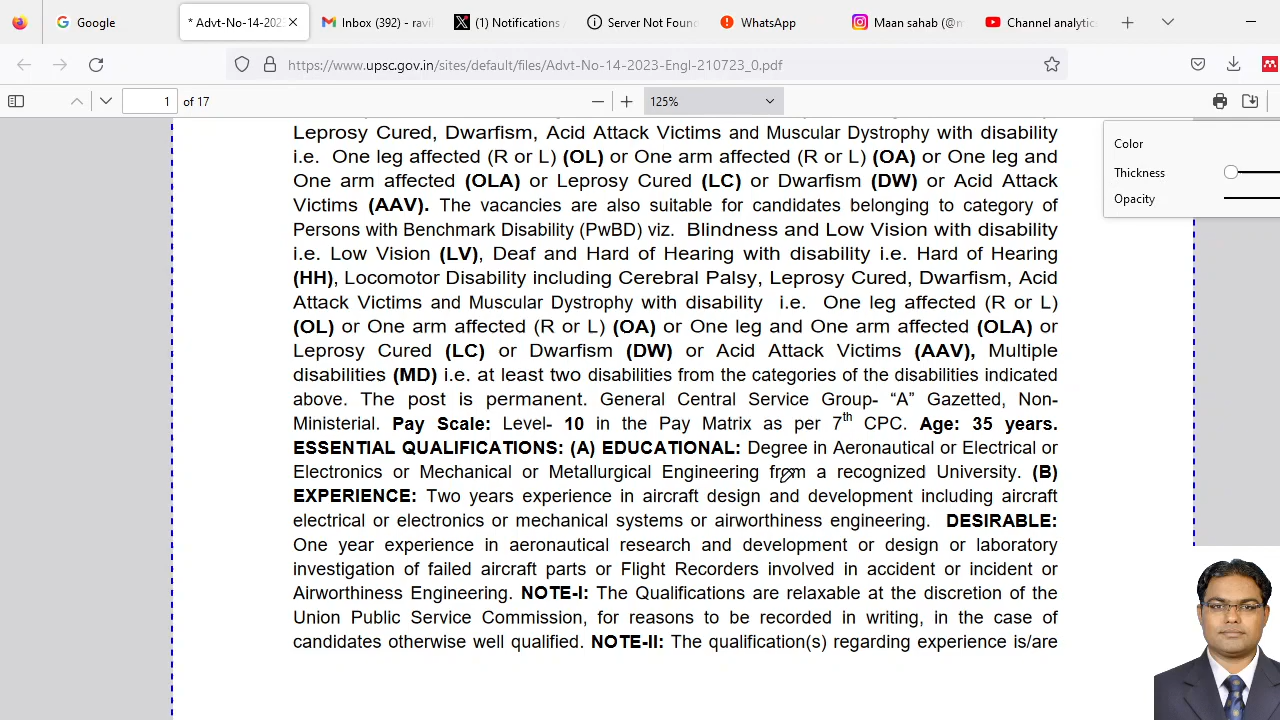 Google
* Advt-No-14-202
Inbox (392) - ravil
(1) Notifications
Server Not Foun
WhatsApp
Maan sahab (@m
Channel analytic
https://www.upsc.gov.in/sites/default/files/Advt-No-14-2023-Engl-210723_0.pdf
1 of 17
125%
Color
Thickness
Opacity
Leprosy Cured, Dwarfism, Acid Attack Victims and Muscular Dystrophy with disability
i.e. One leg affected (R or L) (OL) or One arm affected (R or L) (OA) or One leg and
One arm affected (OLA) or Leprosy Cured (LC) or Dwarfism (DW) or Acid Attack
Victims (AAV). The vacancies are also suitable for candidates belonging to category of
Persons with Benchmark Disability (PwBD) viz. Blindness and Low Vision with disability
i.e. Low Vision (LV), Deaf and Hard of Hearing with disability i.e. Hard of Hearing
(HH), Locomotor Disability including Cerebral Palsy, Leprosy Cured, Dwarfism, Acid
Attack Victims and Muscular Dystrophy with disability i.e. One leg affected (R or L)
(OL) or One arm affected (R or L) (OA) or One leg and One arm affected (OLA) or
Leprosy Cured (LC) or Dwarfism (DW) or Acid Attack Victims (AAV), Multiple
disabilities (MD) i.e. at least two disabilities from the categories of the disabilities indicated
above. The post is permanent. General Central Service Group- “A” Gazetted, Non-
Ministerial. Pay Scale: Level- 10 in the Pay Matrix as per 7th CPC. Age: 35 years.
ESSENTIAL QUALIFICATIONS: (A) EDUCATIONAL: Degree in Aeronautical or Electrical or
Electronics or Mechanical or Metallurgical Engineering from a recognized University. (B)
EXPERIENCE: Two years experience in aircraft design and development including aircraft
electrical or electronics or mechanical systems or airworthiness engineering. DESIRABLE:
One year experience in aeronautical research and development or design or laboratory
investigation of failed aircraft parts or Flight Recorders involved in accident or incident or
Airworthiness Engineering. NOTE-I: The Qualifications are relaxable at the discretion of the
Union Public Service Commission, for reasons to be recorded in writing, in the case of
candidates otherwise well qualified. NOTE-II: The qualification(s) regarding experience is/are